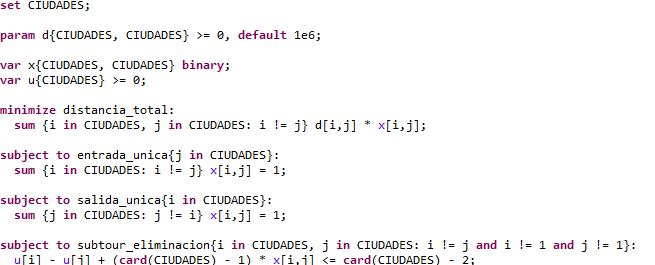 set CIUDADES;
param d{CIUDADES, CIUDADES} >= 0, default 1e6;
var x{CIUDADES, CIUDADES} binary;
var u{CIUDADES} >= 0;
minimize distancia_total:
sum {i in CIUDADES, j in CIUDADES: i != j} d[i,j] * x[i,j];
subject to entrada_unica{j in CIUDADES}:
sum {i in CIUDADES: i != j} x[i,j] = 1;
subject to salida_unica{i in CIUDADES}:
sum {j in CIUDADES: j != i} x[i,j] = 1;
subject to subtour_eliminacion{i in CIUDADES, j in CIUDADES: i != j and i != 1 and j != 1}:
u[i] - u[j] + (card(CIUDADES) - 1) * x[i,j] <= card(CIUDADES) - 2;